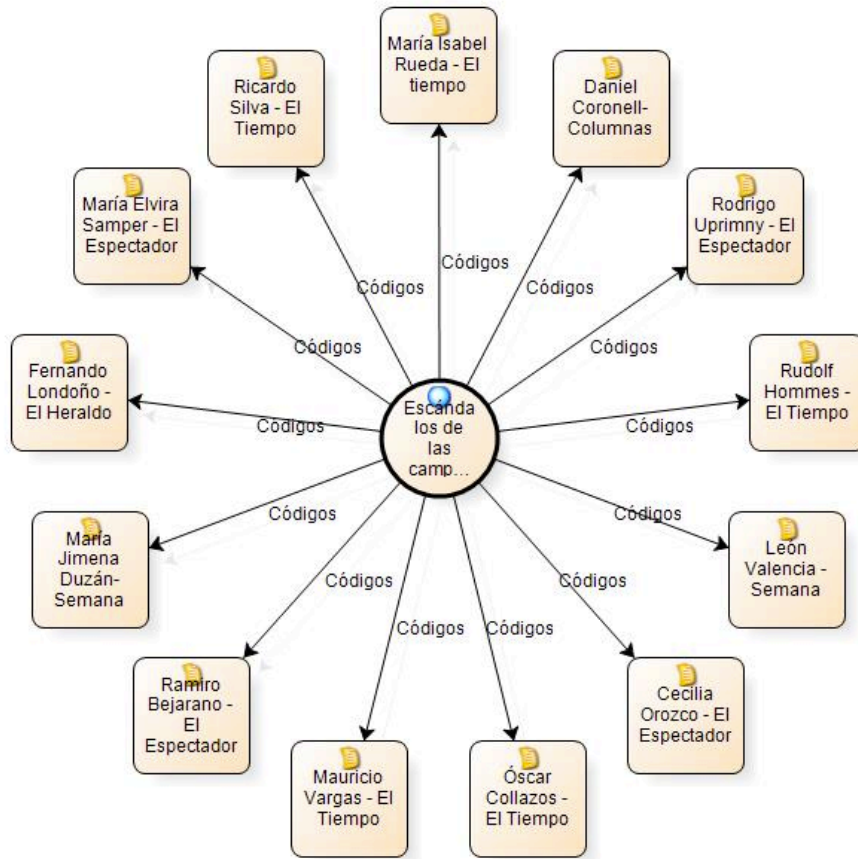 María Isabel
Rueda - El
tiempo
Ricardo
Silva - El
Tiempo
Daniel
Coronell-
Columnas
María Elvira
Samper - El
Espectador
Rodrigo
Uprimny - El
Espectador
Códigos
Códigos
Códigos
Códigos
Códigos
Fernando
Londoño -
El Heraldo
Rudolf
Hommes -
El Tiempo
Códigos
Códigos
Escánda
los de
las
camp...
María
Jimena
Duzán-
Semana
Códigos
Códigos
León
Valencia -
Semana
Códigos
Códigos
Códigos
Códigos
Ramiro
Bejarano -
El
Espectador
Cecilia
Orozco - El
Espectador
Mauricio
Vargas - El
Tiempo
Óscar
Collazos -
El Tiempo